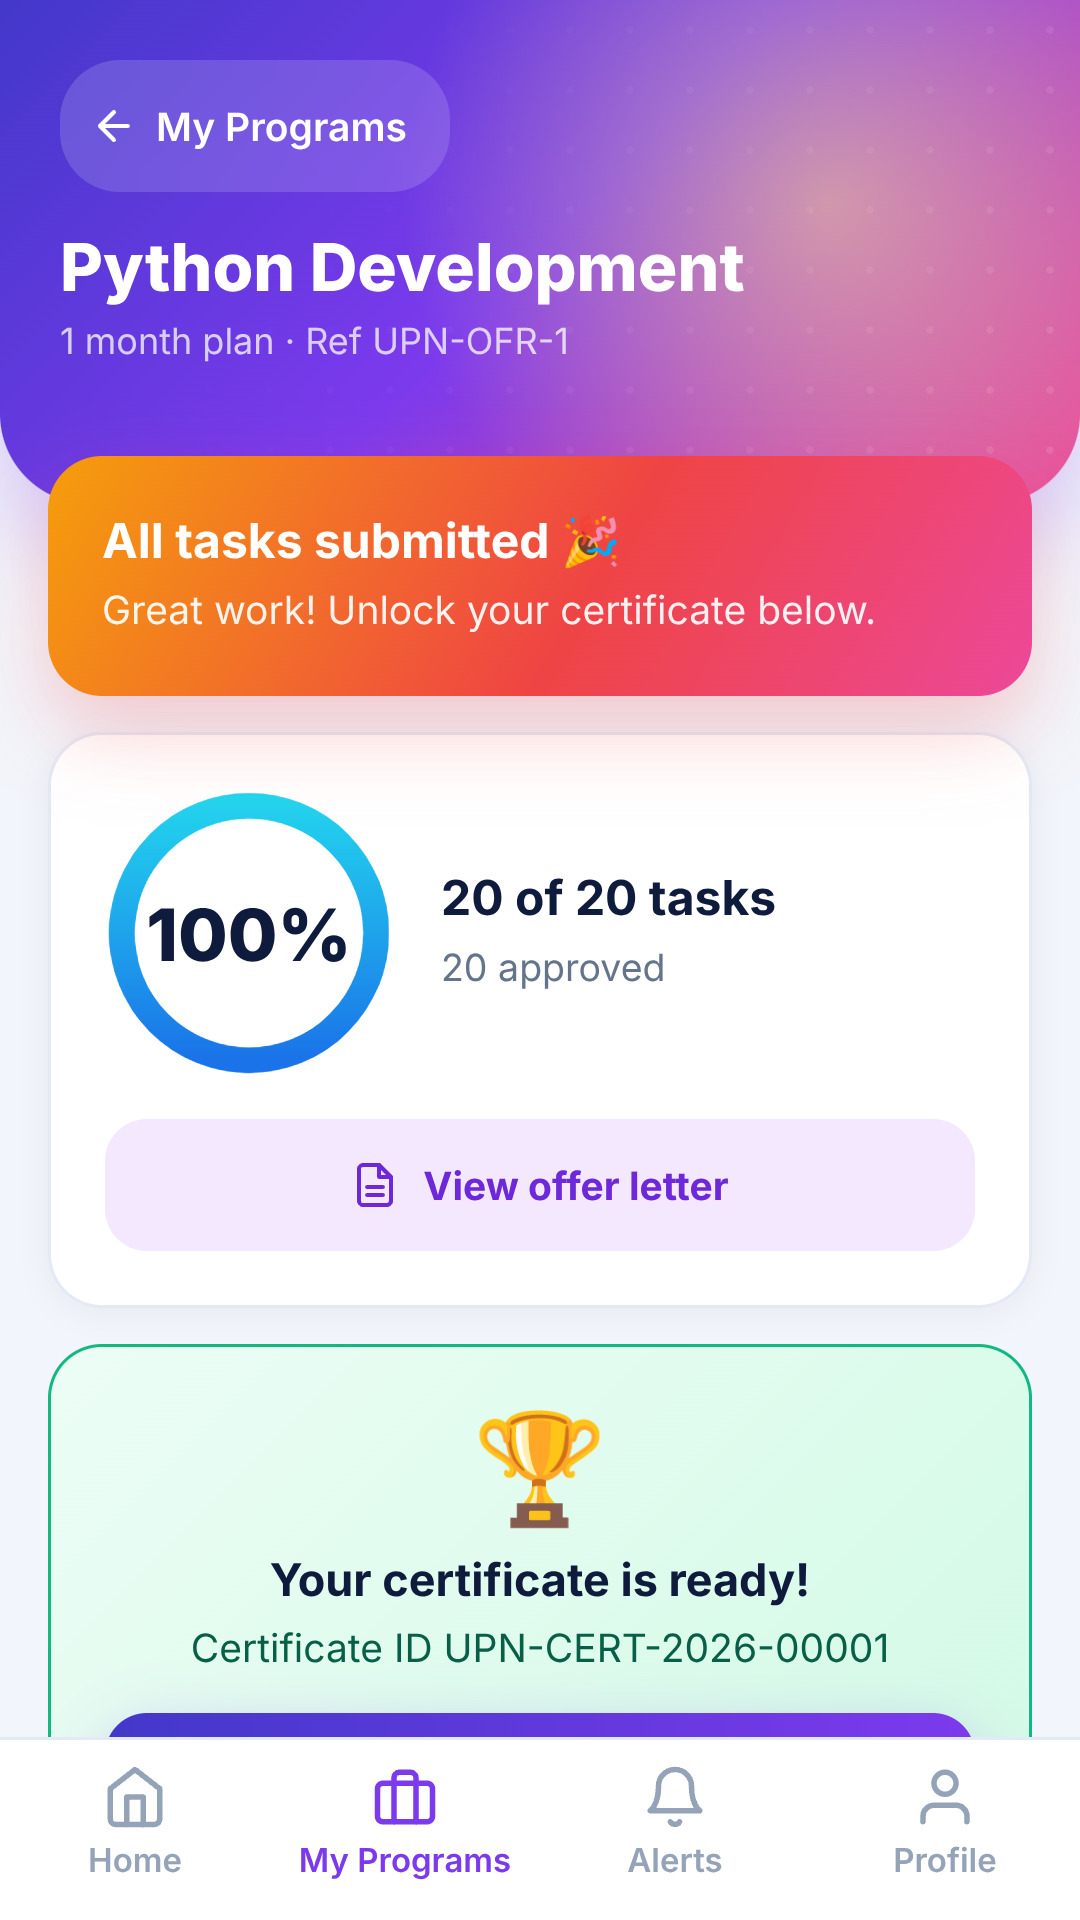 My Programs
Python Development
1 month plan · Ref UPN-OFR-1
All tasks submitted 🎉
Great work! Unlock your certificate below.
100%
20 of 20 tasks
20 approved
View offer letter
Your certificate is ready!
Certificate ID UPN-CERT-2026-00001
Home
My Programs
Alerts
Profile